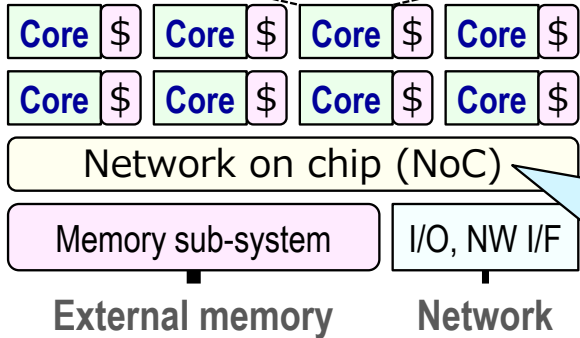 Core $ Core $ Core $ Core $
Core $ Core $ Core $ Core $
Network on chip (NoC)
Memory sub-system I/O, NW I/F
External memory Network